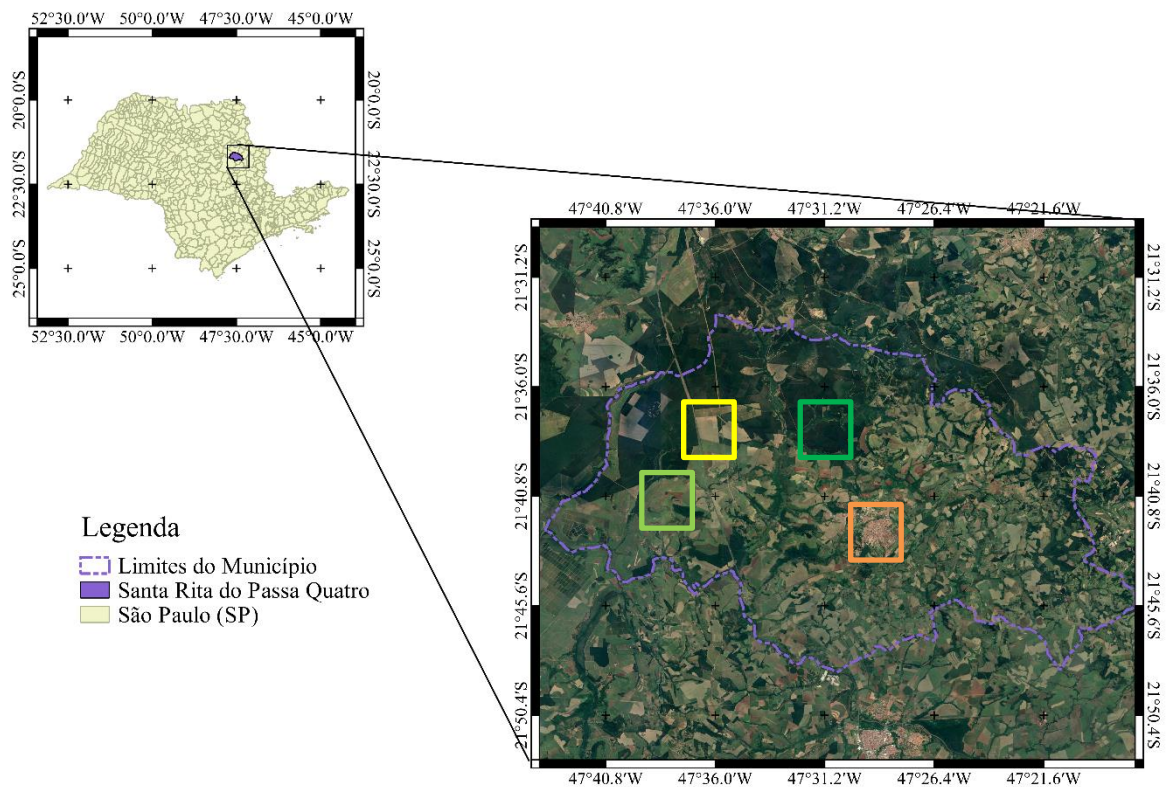 52°30.0′W 50°0.0′W 47°30.0′W 45°0.0′W
20°0.0′S
22°30.0′S
22°30.0′S
25°0.0′S
25°0.0′S
52°30.0′W 50°0.0′W 47°30.0′W 45°0.0′W
47°40.8′W 47°36.0′W 47°31.2′W 47°26.4′W 47°21.6′W
21°31.2′S
21°31.2′S
21°36.0′S
21°36.0′S
21°40.8′S
21°40.8′S
21°45.6′S
21°45.6′S
21°50.4′S
21°50.4′S
47°40.8′W 47°36.0′W 47°31.2′W 47°26.4′W 47°21.6′W
Legenda
Limites do Município
Santa Rita do Passa Quatro
São Paulo (SP)